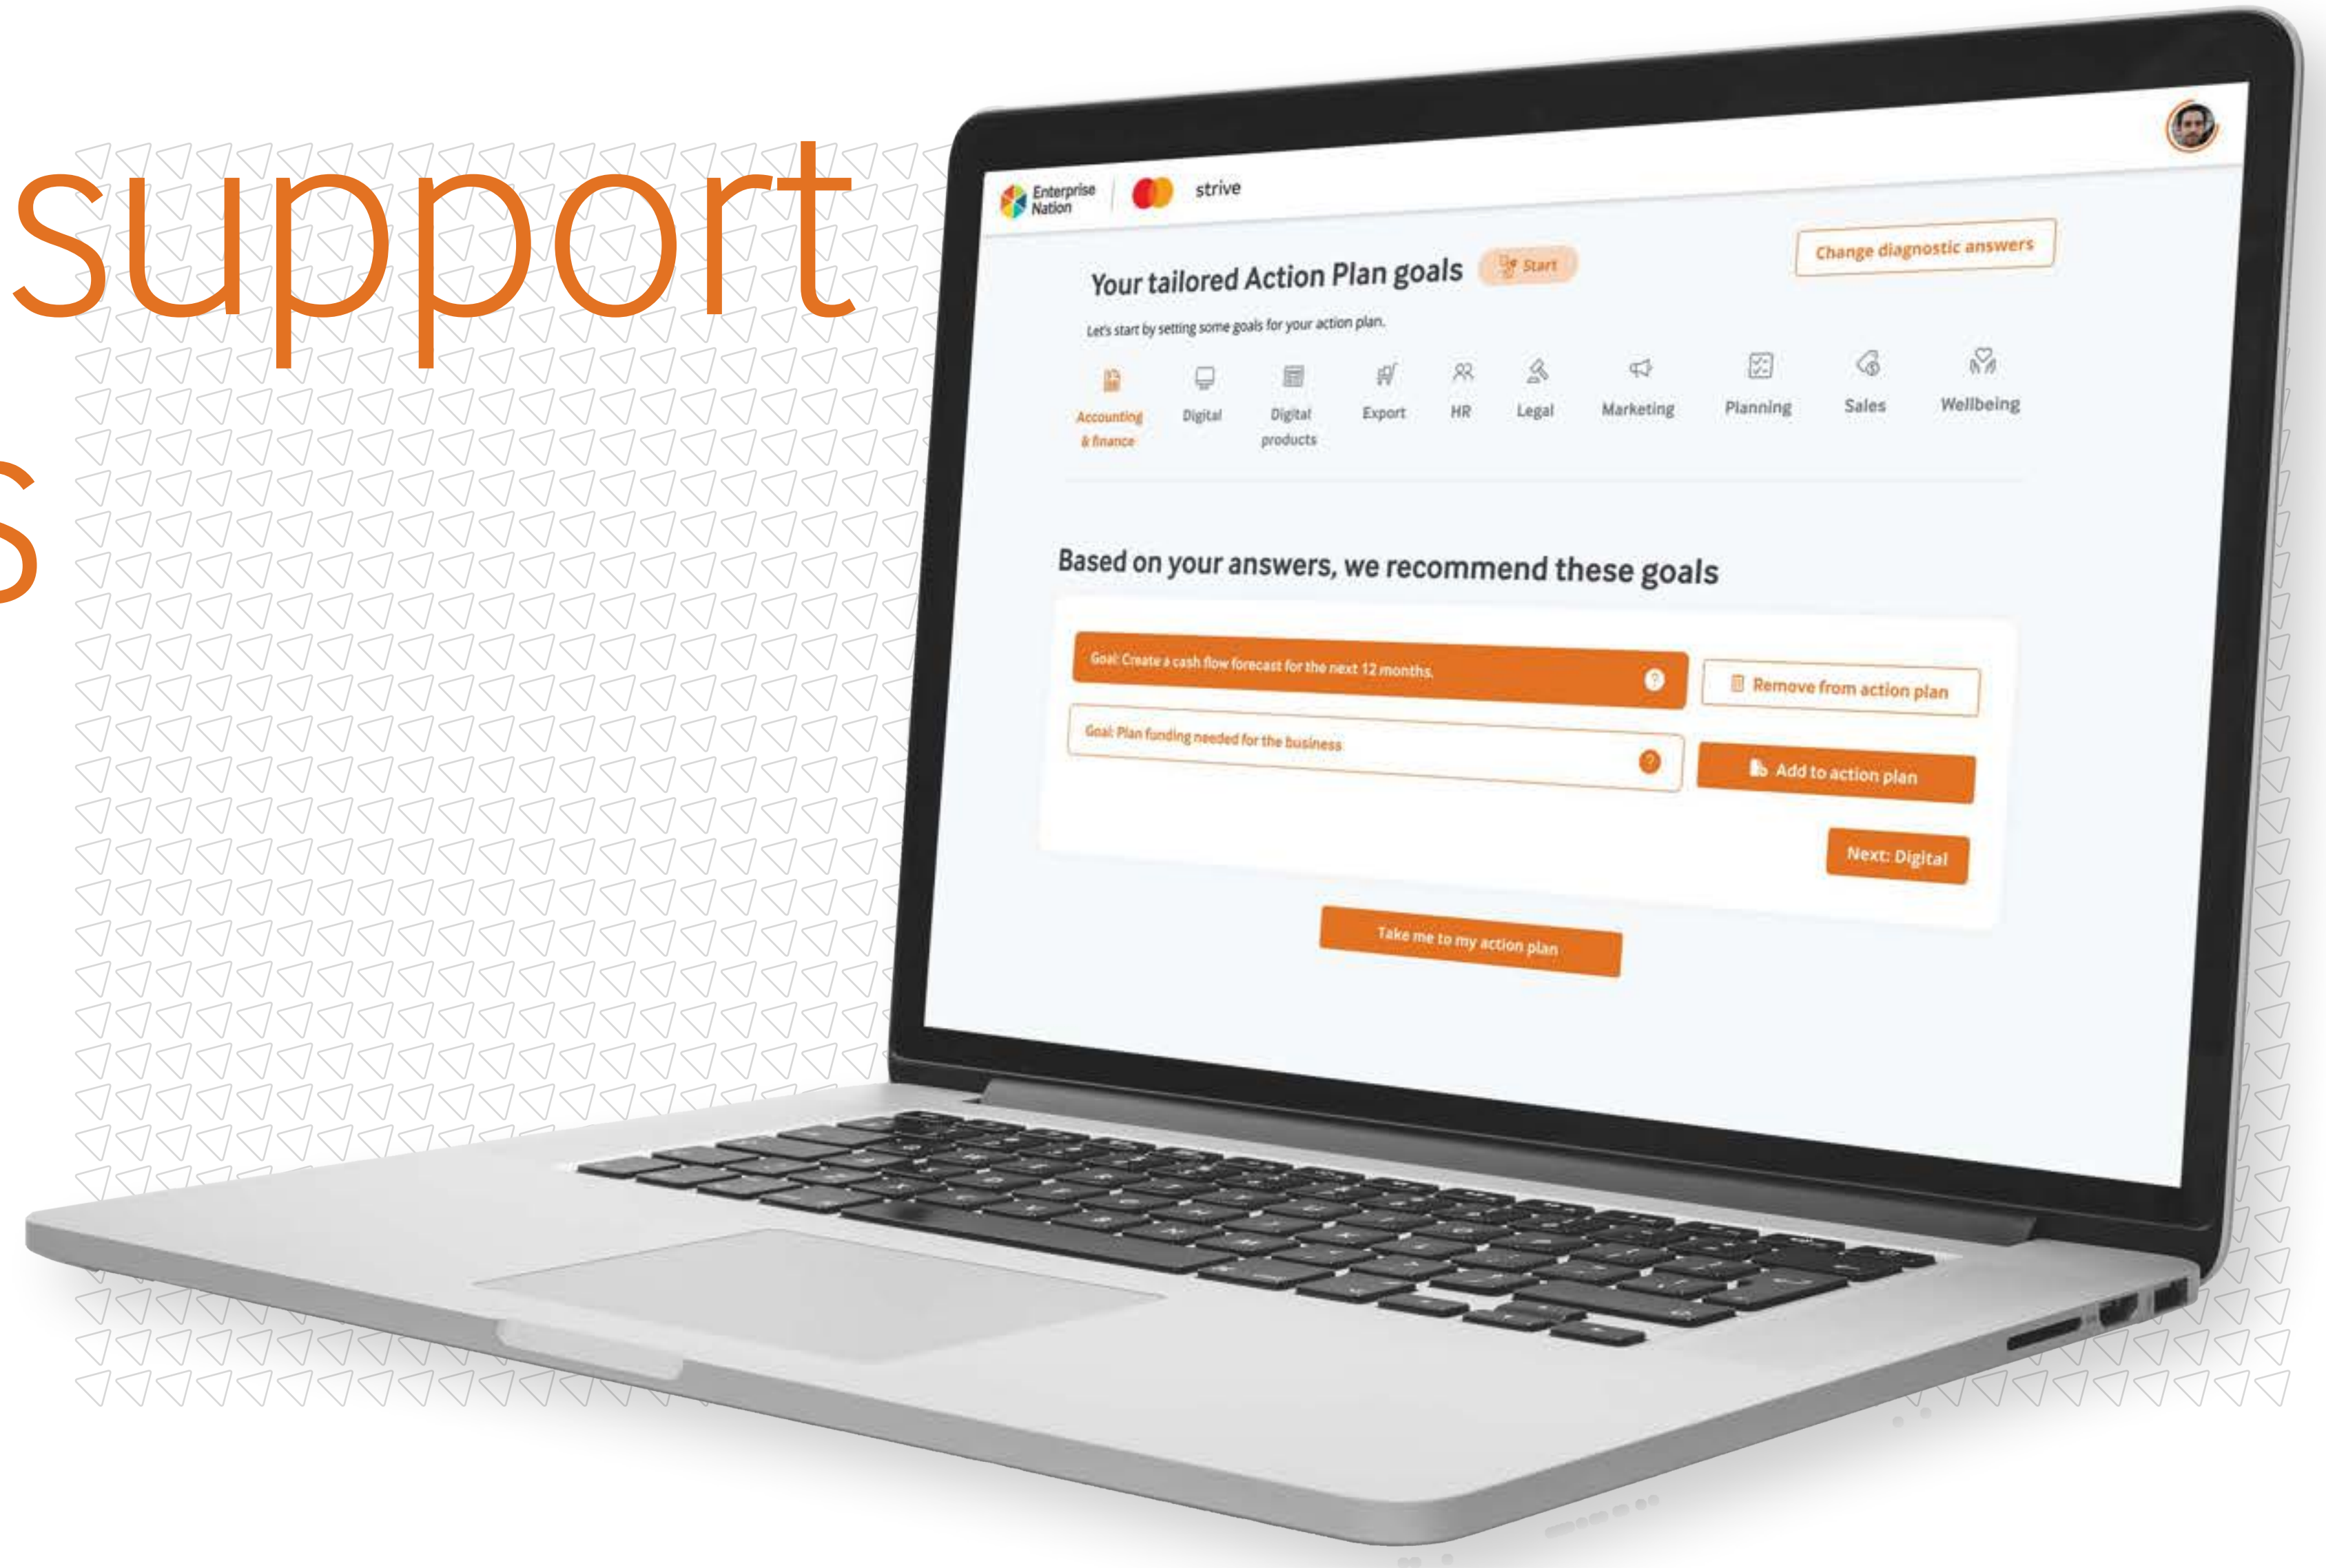 support
s
Enterprise
Nation
strive
Your tailored Action Plan goals
Start
Change diagnostic answers
Let's start by setting some goals for your action plan.
Accounting
& finance
Digital
Digital
products
Export
HR
Legal
Marketing
Planning
Sales
Wellbeing
Based on your answers, we recommend these goals
Goal: Create a cash flow forecast for the next 12 months.
?
Remove from action plan
Goal: Plan funding needed for the business
?
Add to action plan
Next: Digital
Take me to my action plan